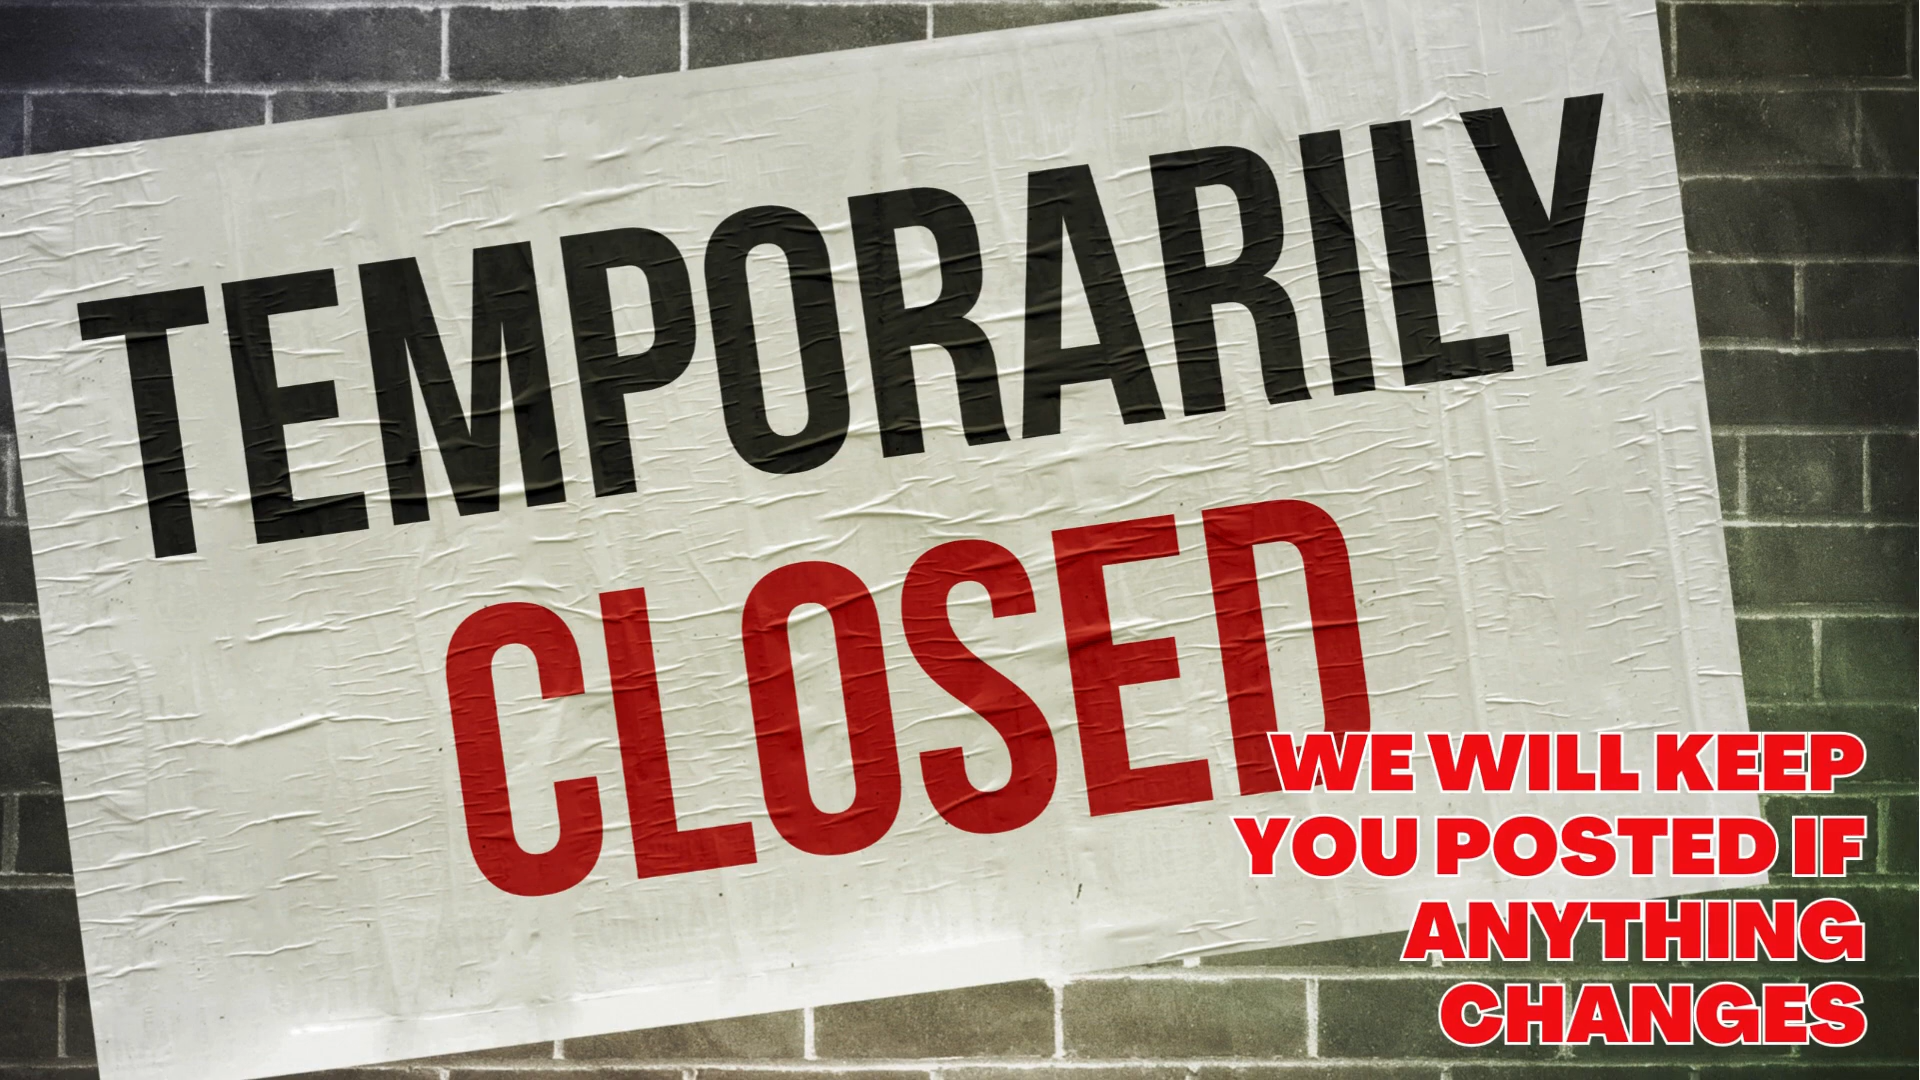 TEMPORARILY
CLOSED
WE WILL KEEP
YOU POSTED IF
ANYTHING
CHANGES